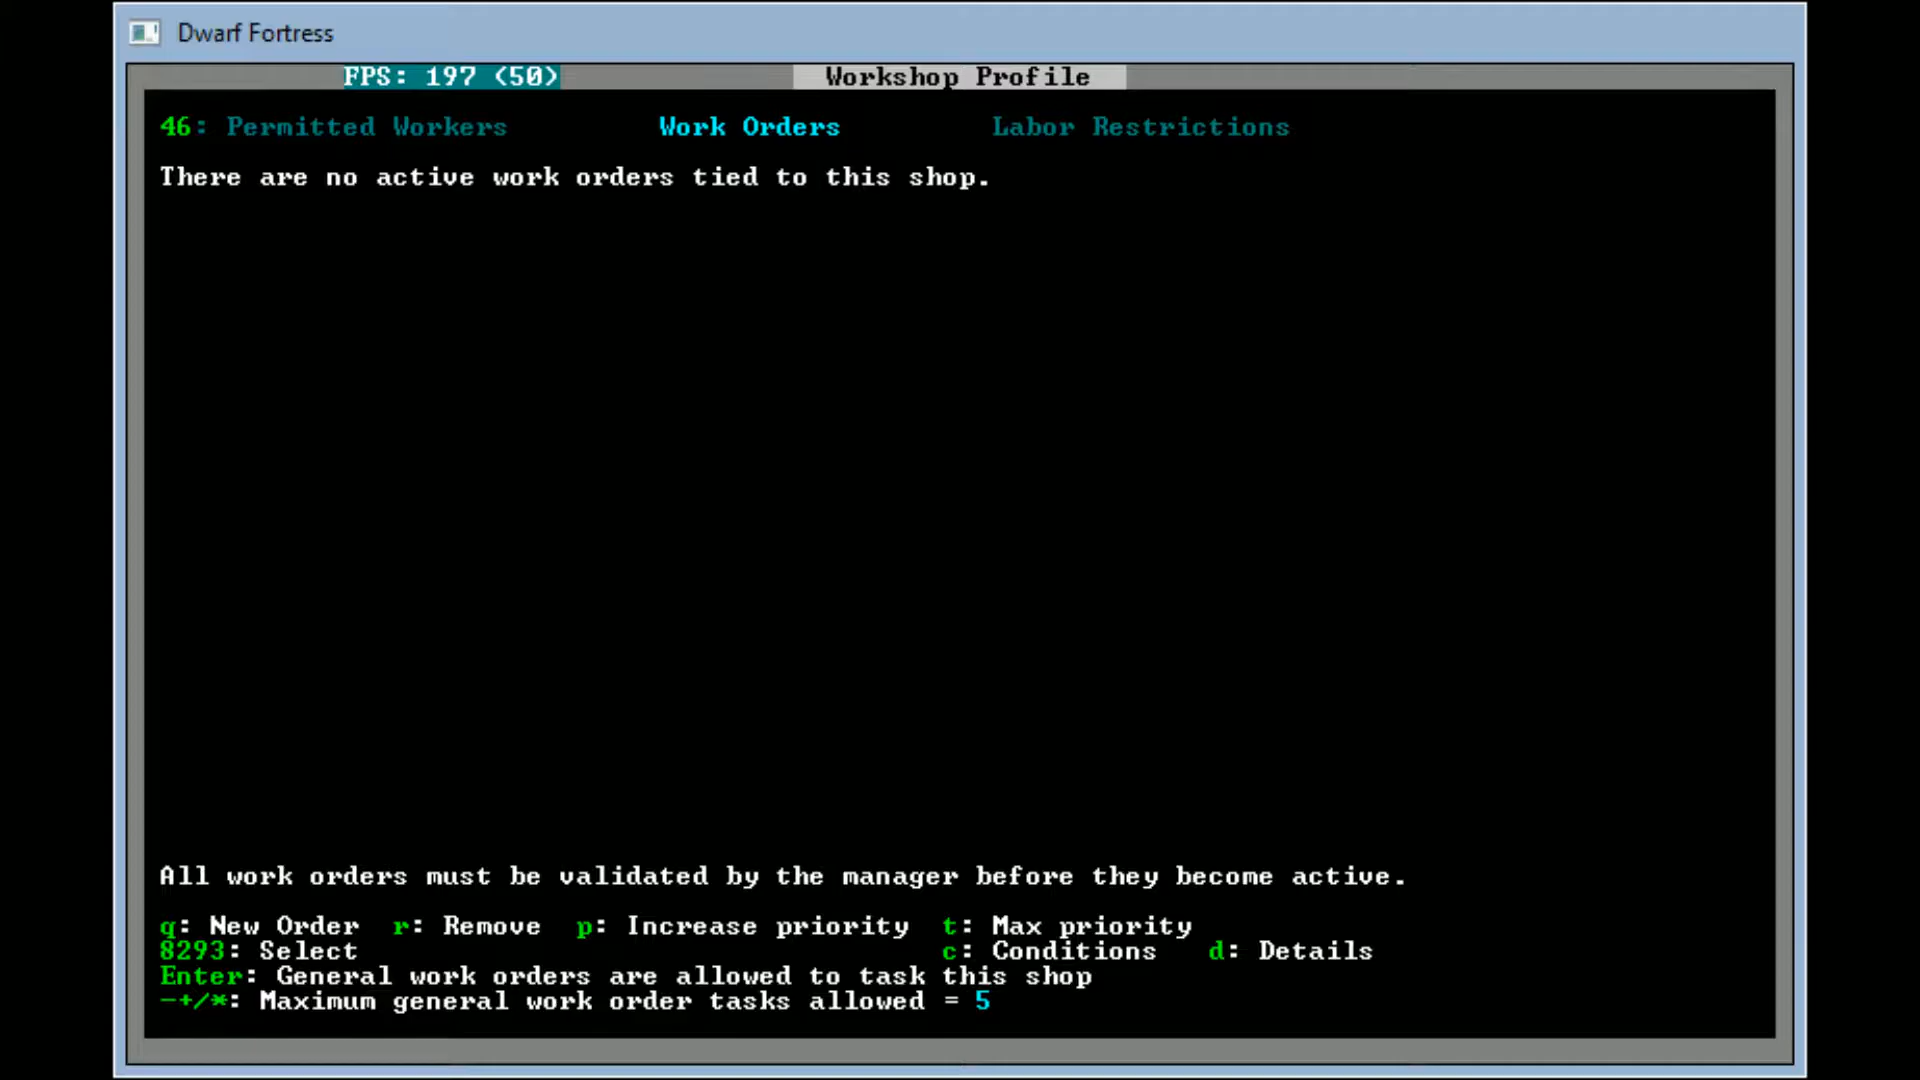 Dwarf Fortress
FPS: 197 (50) Workshop Profile
46: Permitted Workers Work Orders Labor Restrictions
There are no active work orders tied to this shop.
All work orders must be validated by the manager before they become active.
q: New Order r: Remove p: Increase priority t: Max priority
8293: Select c: Conditions d: Details
Enter: General work orders are allowed to task this shop
-+/*: Maximum general work order tasks allowed = 5